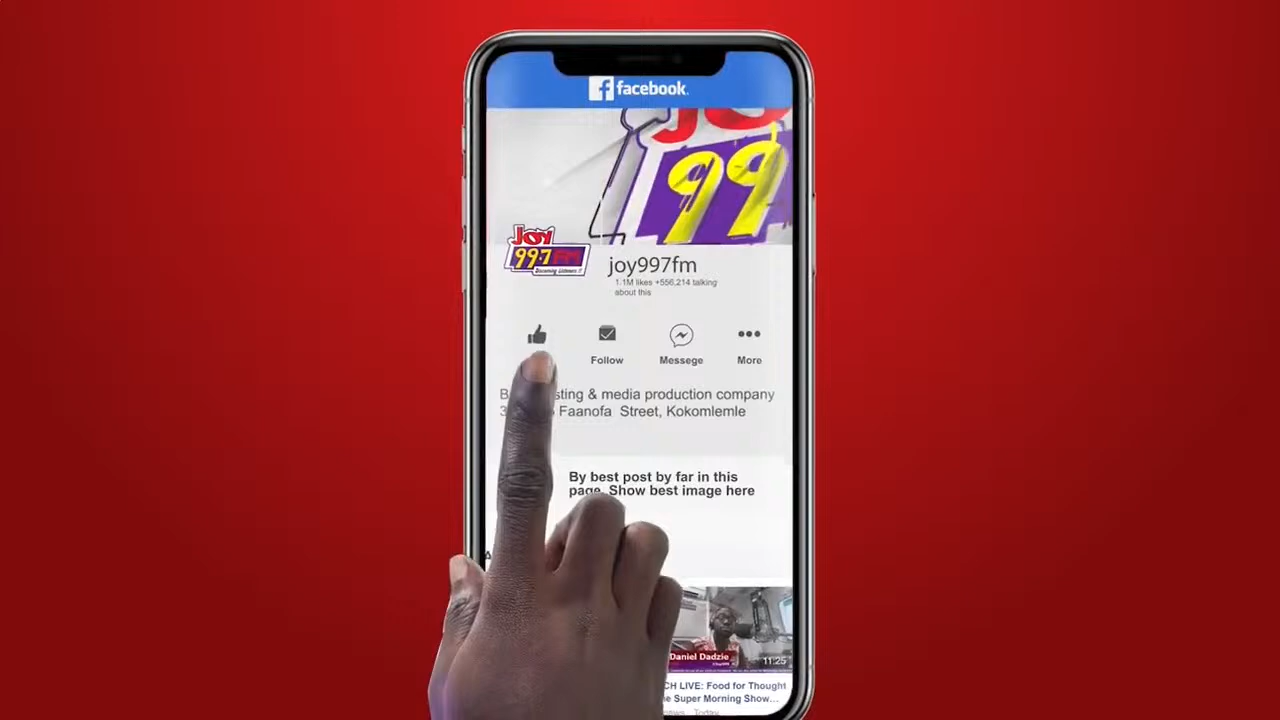 facebook.
JOY
99
JOY
99.7 FM
joy997fm
1.1M likes +556,214 talking
about this
Follow
Messege
More
sting & media production company
Faanofa Street, Kokomlemle
By best post by far in this
page. Show best image here
Daniel Dadzie
11:25
CH LIVE: Food for Thought
e Super Morning Show...
Today